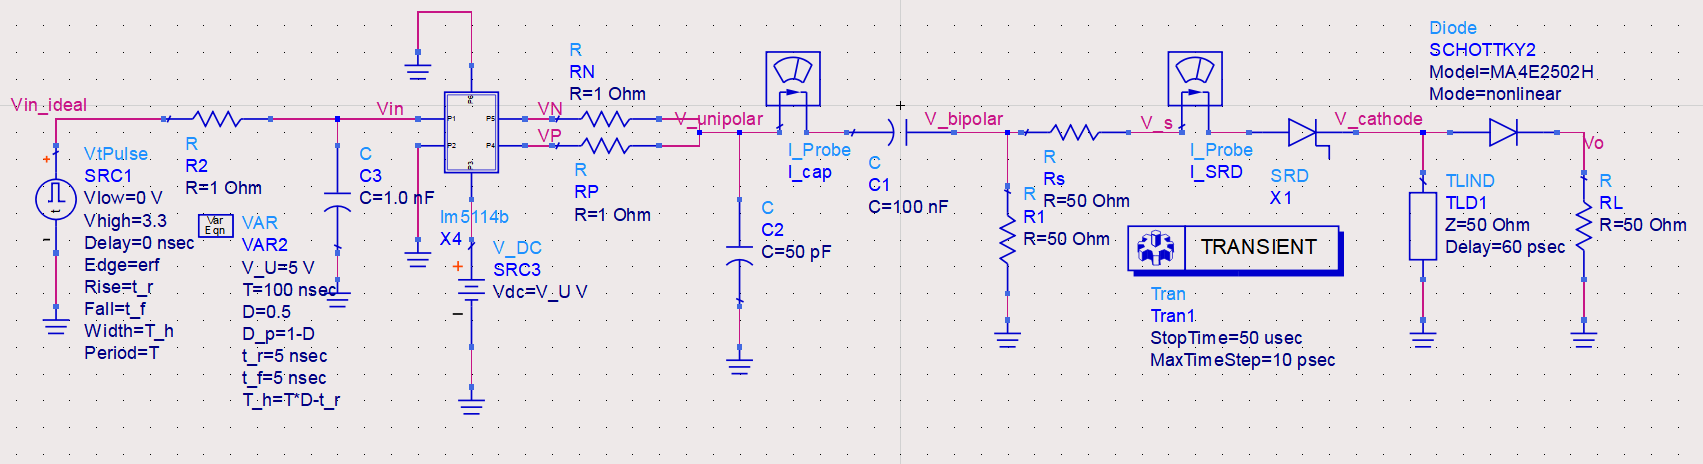 Vin_ideal
V.tPulse
SRC1
Vlow=0 V
Vhigh=3.3
Delay=0 nsec
Edge=erf
Rise=t_r
Fall=t_f
Width=T_h
Period=T
R
R2
R=1 Ohm
Var
Eqn
VAR
VAR2
V_U=5 V
T=100 nsec
D=0.5
D_p=1-D
t_r=5 nsec
t_f=5 nsec
T_h=T*D-t_r
Vin
C
C3
C=1.0 nF
P6
P1
P5
P2
P4
P3
lm5114b
X4
V_DC
SRC3
Vdc=V_U V
R
RN
R=1 Ohm
VN
VP
R
RP
R=1 Ohm
V_unipolar
C
C2
C=50 pF
I_Probe
I_cap
C
C1
C=100 nF
V_bipolar
R
R1
R=50 Ohm
R
Rs
R=50 Ohm
V_s
I_Probe
I_SRD
SRD
X1
TRANSIENT
Tran
Tran1
StopTime=50 usec
MaxTimeStep=10 psec
V_cathode
Diode
SCHOTTKY2
Model=MA4E2502H
Mode=nonlinear
TLIND
TLD1
Z=50 Ohm
Delay=60 psec
Vo
R
RL
R=50 Ohm